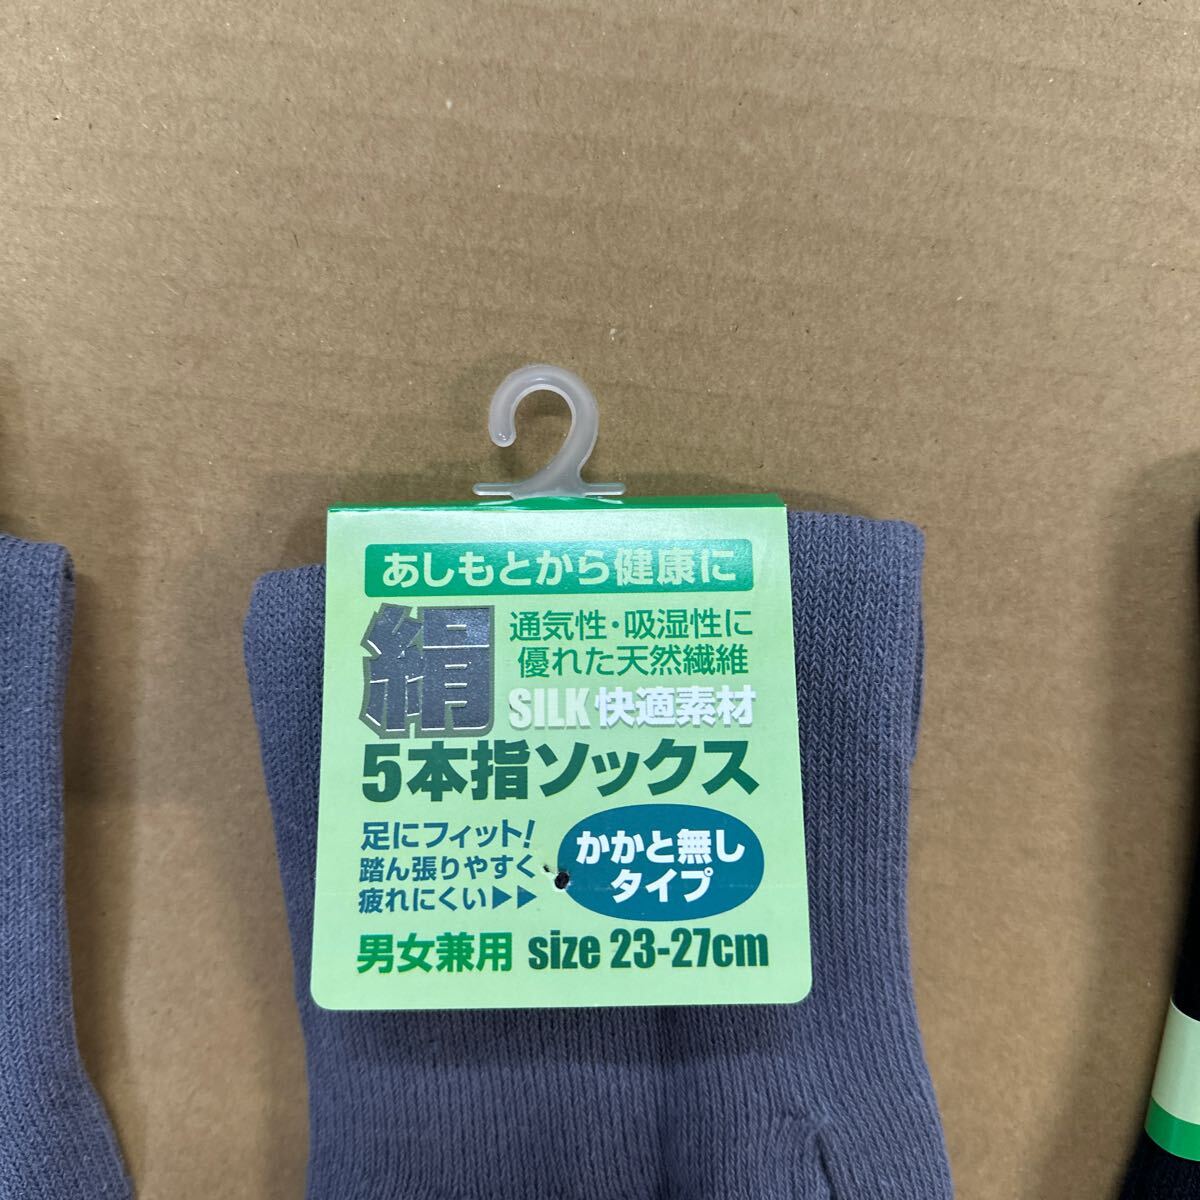 あしもとから健康に
絹
通気性・吸湿性に
優れた天然繊維
SILK 快適素材
5本指ソックス
足にフィット!
踏ん張りやすく
疲れにくい▶▶
かかと無し
タイプ
男女兼用 size 23-27cm